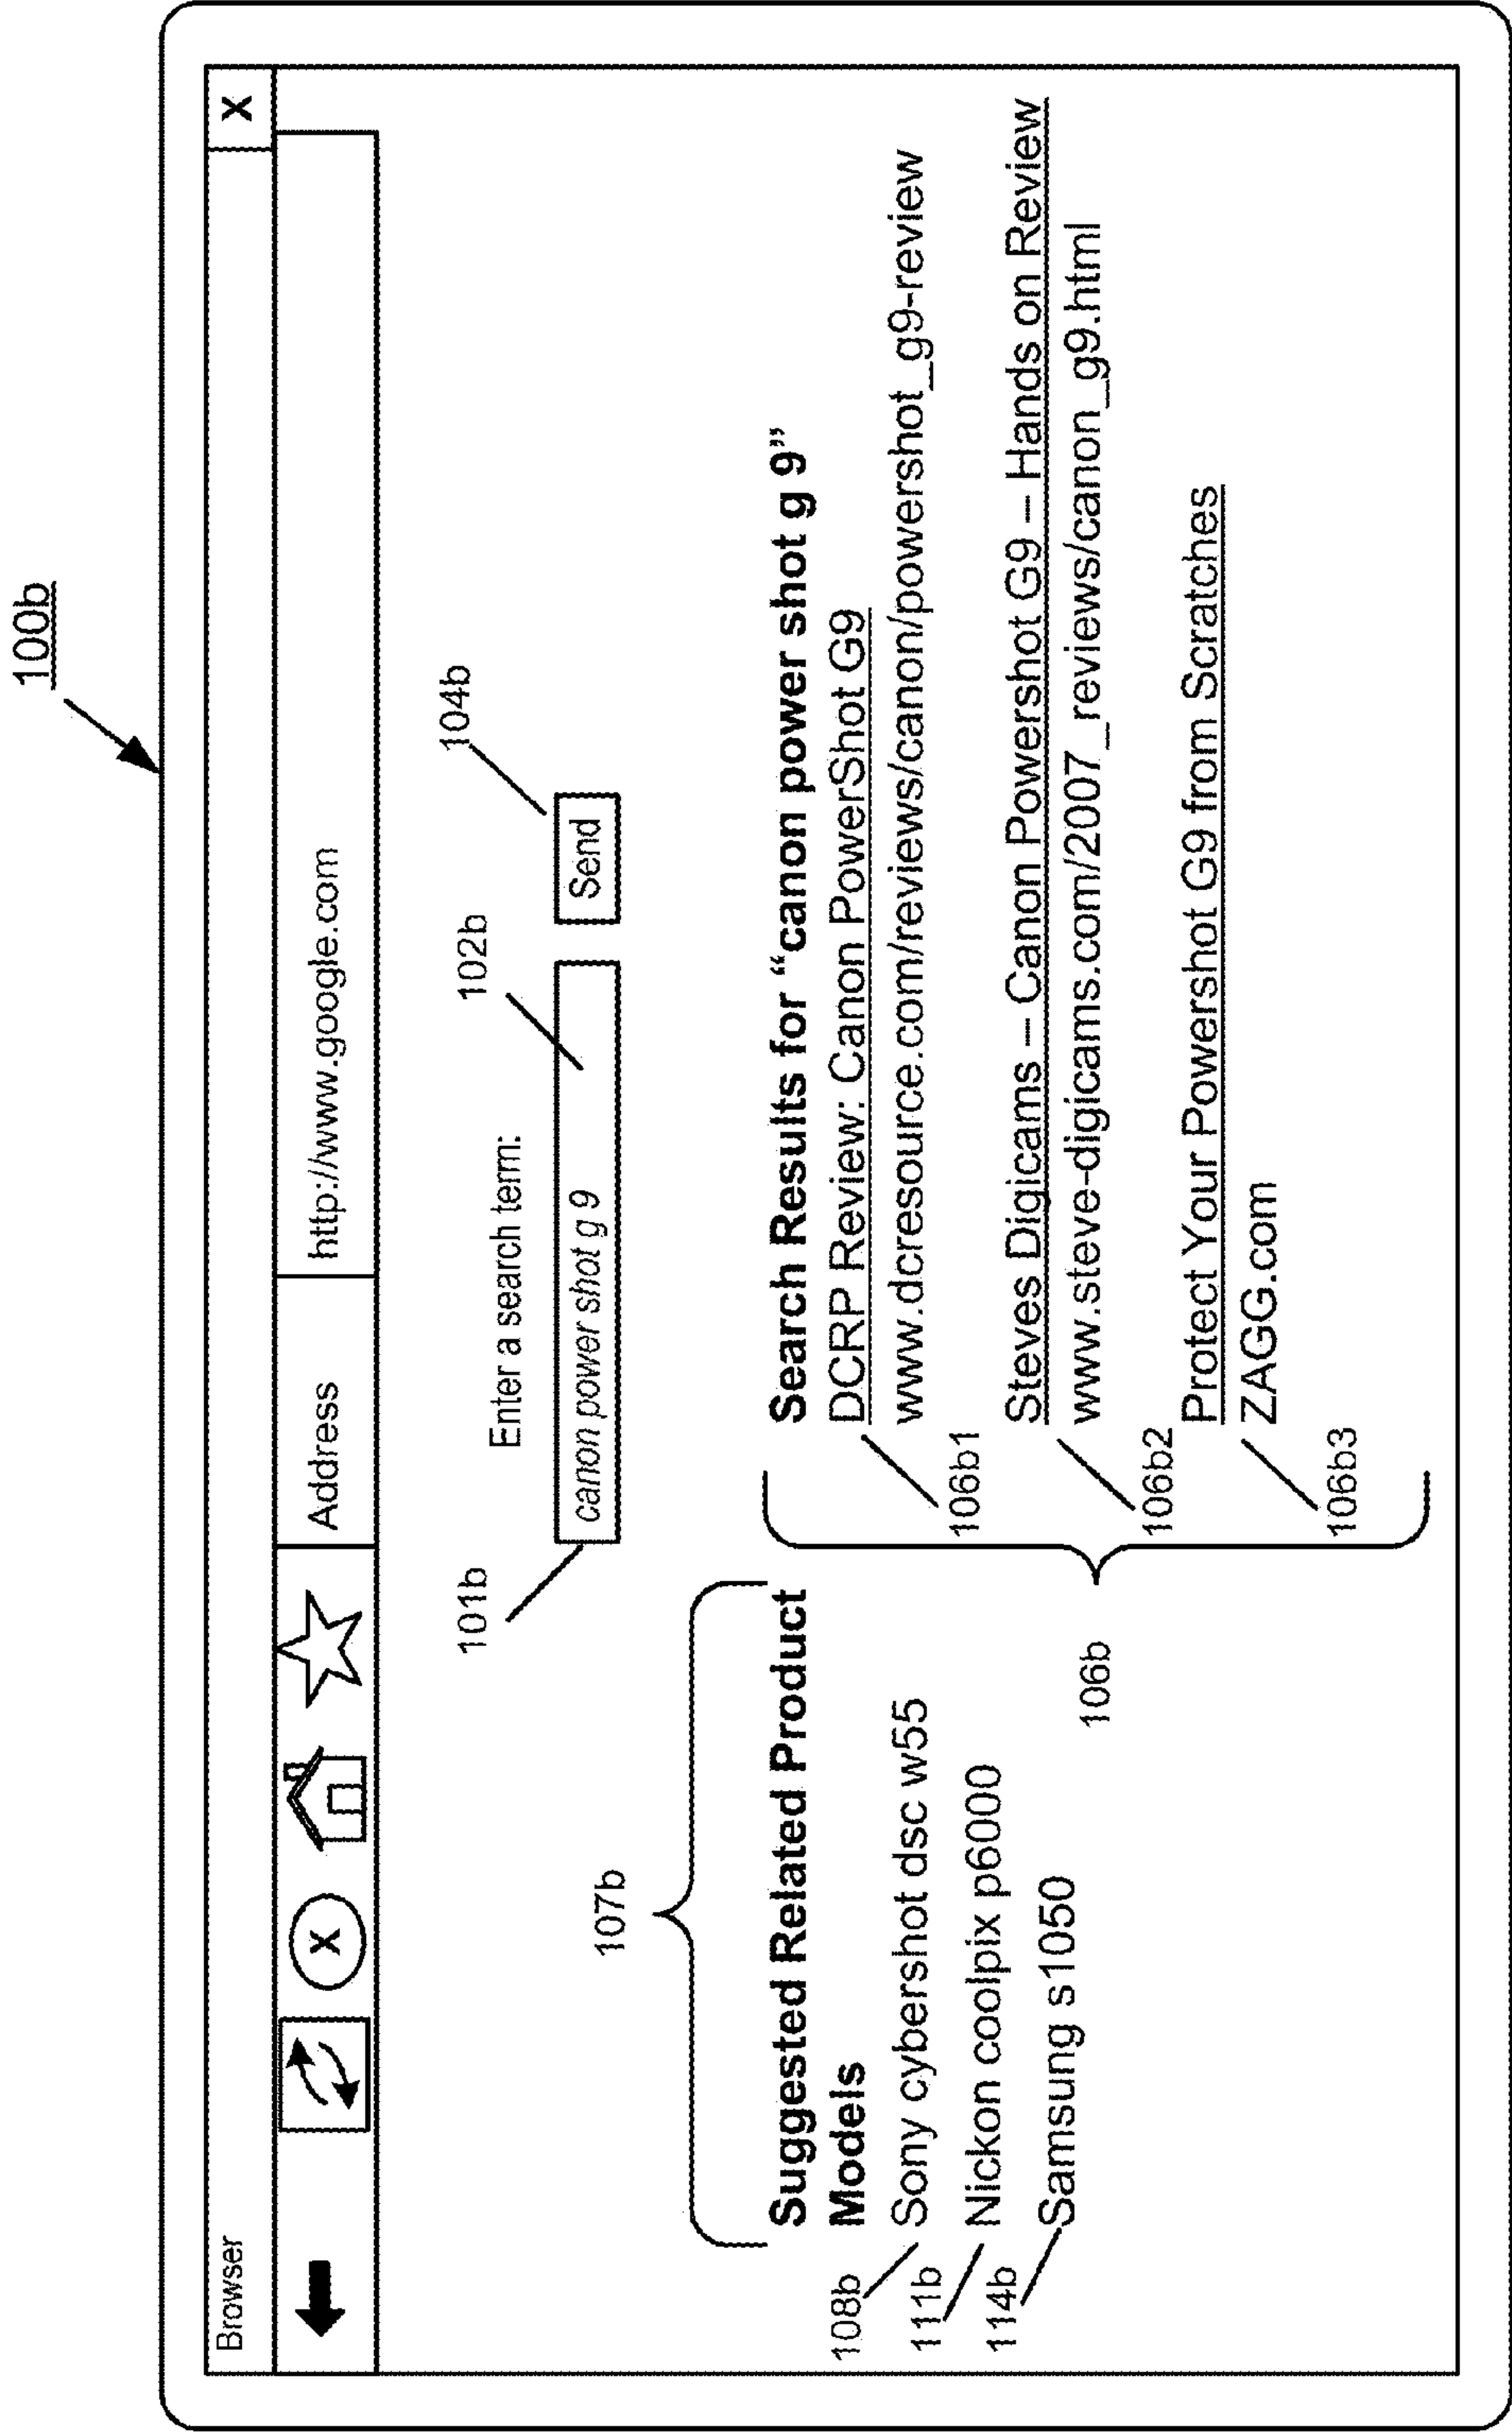 100b
Browser
X
X
Address
http://www.google.com
Enter a search term:
101b
102b
104b
canon power shot g 9
Send
107b
Suggested Related Product
Models
108b
Sony cybershot dsc w55
111b
Nickon coolpix p6000
114b
Samsung s1050
106b
Search Results for “canon power shot g 9”
DCRP Review: Canon PowerShot G9
www.dcresource.com/reviews/canon/powershot_g9-review
106b1
Steves Digicams – Canon Powershot G9 – Hands on Review
www.steve-digicams.com/2007_reviews/canon_g9.html
106b2
Protect Your Powershot G9 from Scratches
ZAGG.com
106b3